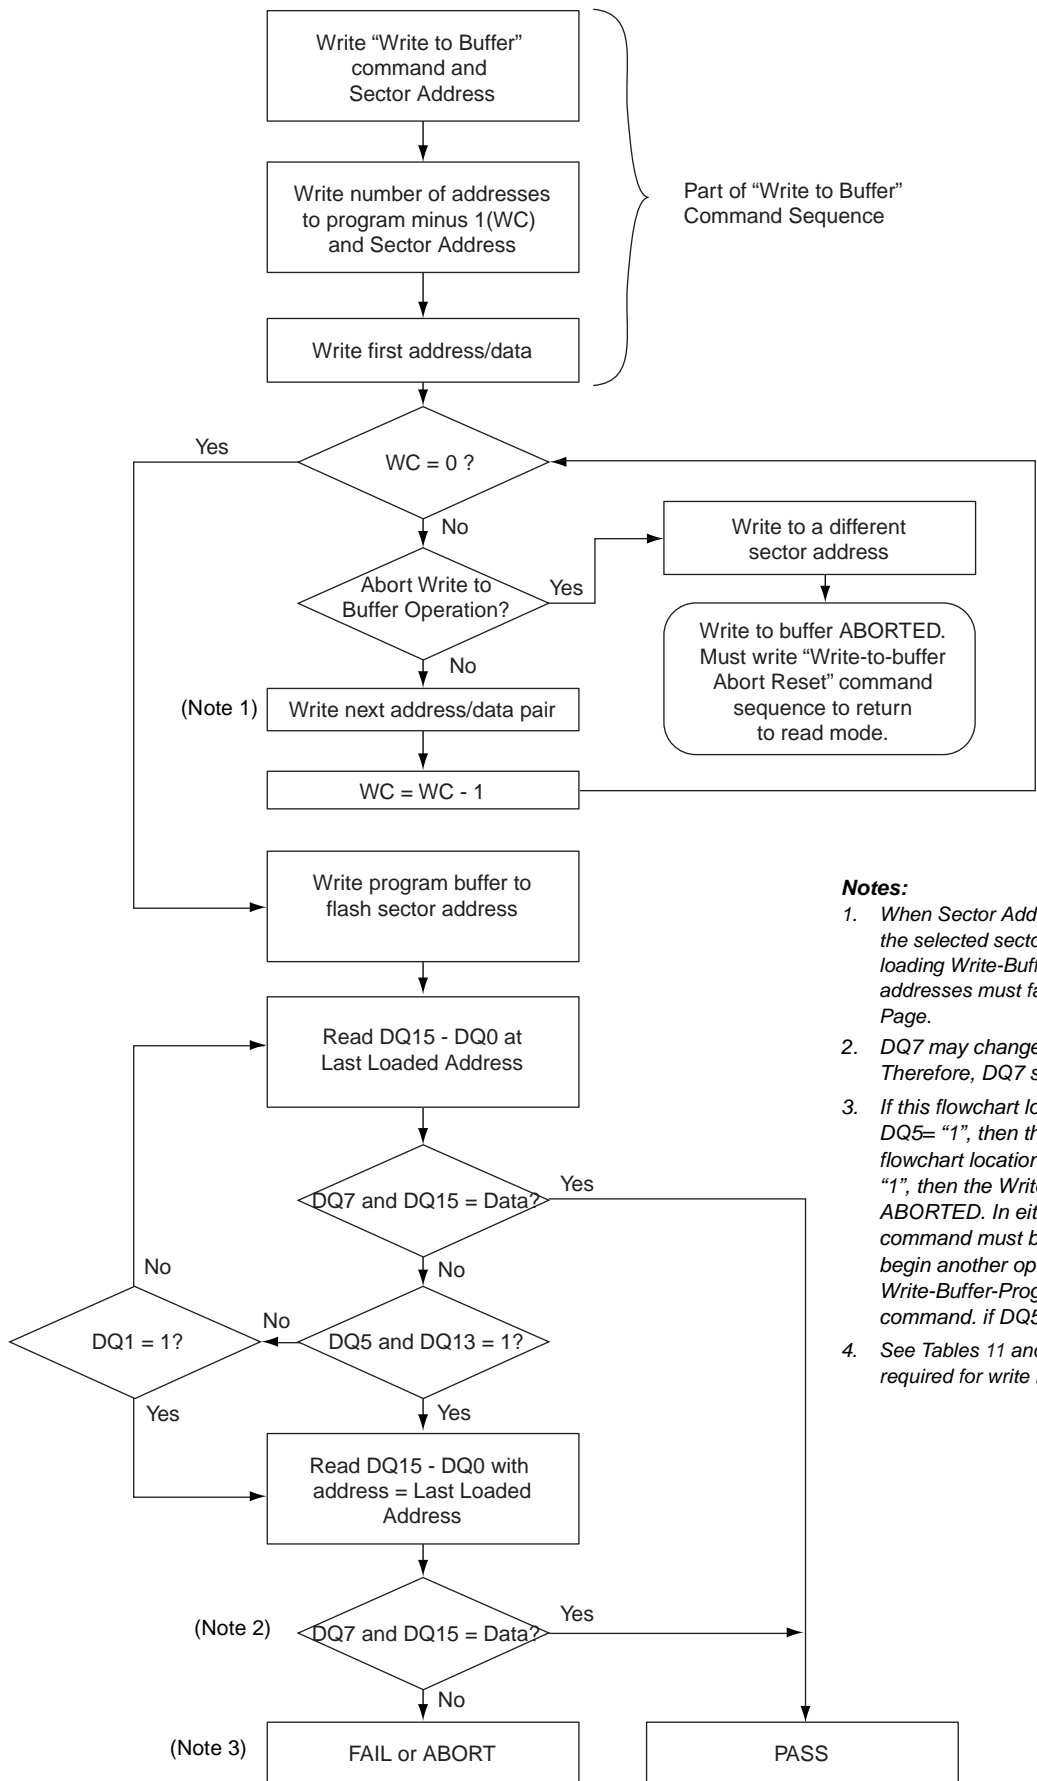 Write “Write to Buffer”
command and
Sector Address
Write number of addresses
to program minus 1(WC)
and Sector Address
Part of “Write to Buffer”
Command Sequence
Write first address/data
Yes
WC = 0 ?
No
Write to a different
sector address
Abort Write to
Buffer Operation?
Yes
Write to buffer ABORTED.
Must write “Write-to-buffer
Abort Reset” command
sequence to return
to read mode.
No
(Note 1)
Write next address/data pair
WC = WC - 1
Write program buffer to
flash sector address
Notes:
1. When Sector Add
the selected secto
loading Write-Buf
addresses must fa
Page.
2. DQ7 may change
Therefore, DQ7 s
3. If this flowchart lo
DQ5= “1”, then th
flowchart location
“1”, then the Write
ABORTED. In eit
command must b
begin another op
Write-Buffer-Prog
command. if DQ5
4. See Tables 11 and
required for write
Read DQ15 - DQ0 at
Last Loaded Address
DQ7 and DQ15 = Data?
Yes
No
No
DQ1 = 1?
No
DQ5 and DQ13 = 1?
Yes
Yes
Read DQ15 - DQ0 with
address = Last Loaded
Address
(Note 2)
DQ7 and DQ15 = Data?
Yes
No
(Note 3)
FAIL or ABORT
PASS